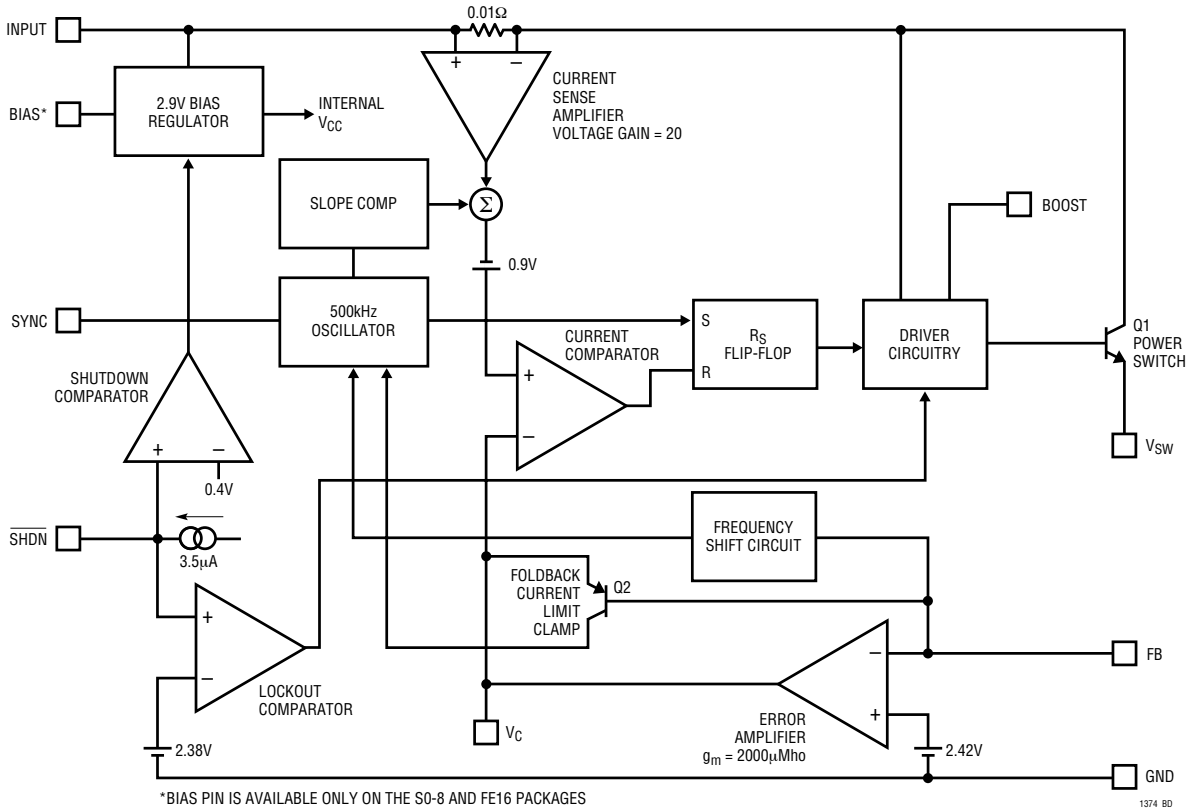 INPUT
0.01Ω
+
–
CURRENT
SENSE
AMPLIFIER
VOLTAGE GAIN = 20
BIAS*
2.9V BIAS
REGULATOR
INTERNAL
VCC
SLOPE COMP
Σ
BOOST
0.9V
SYNC
500kHz
OSCILLATOR
S
RS
FLIP-FLOP
R
DRIVER
CIRCUITRY
Q1
POWER
SWITCH
CURRENT
COMPARATOR
+
–
SHUTDOWN
COMPARATOR
+
–
0.4V
VSW
SHDN
3.5µA
FREQUENCY
SHIFT CIRCUIT
FOLDBACK
CURRENT
LIMIT
CLAMP
Q2
+
–
LOCKOUT
COMPARATOR
2.38V
–
+
FB
ERROR
AMPLIFIER
gm = 2000µMho
VC
2.42V
GND
*BIAS PIN IS AVAILABLE ONLY ON THE S0-8 AND FE16 PACKAGES
1374 BD